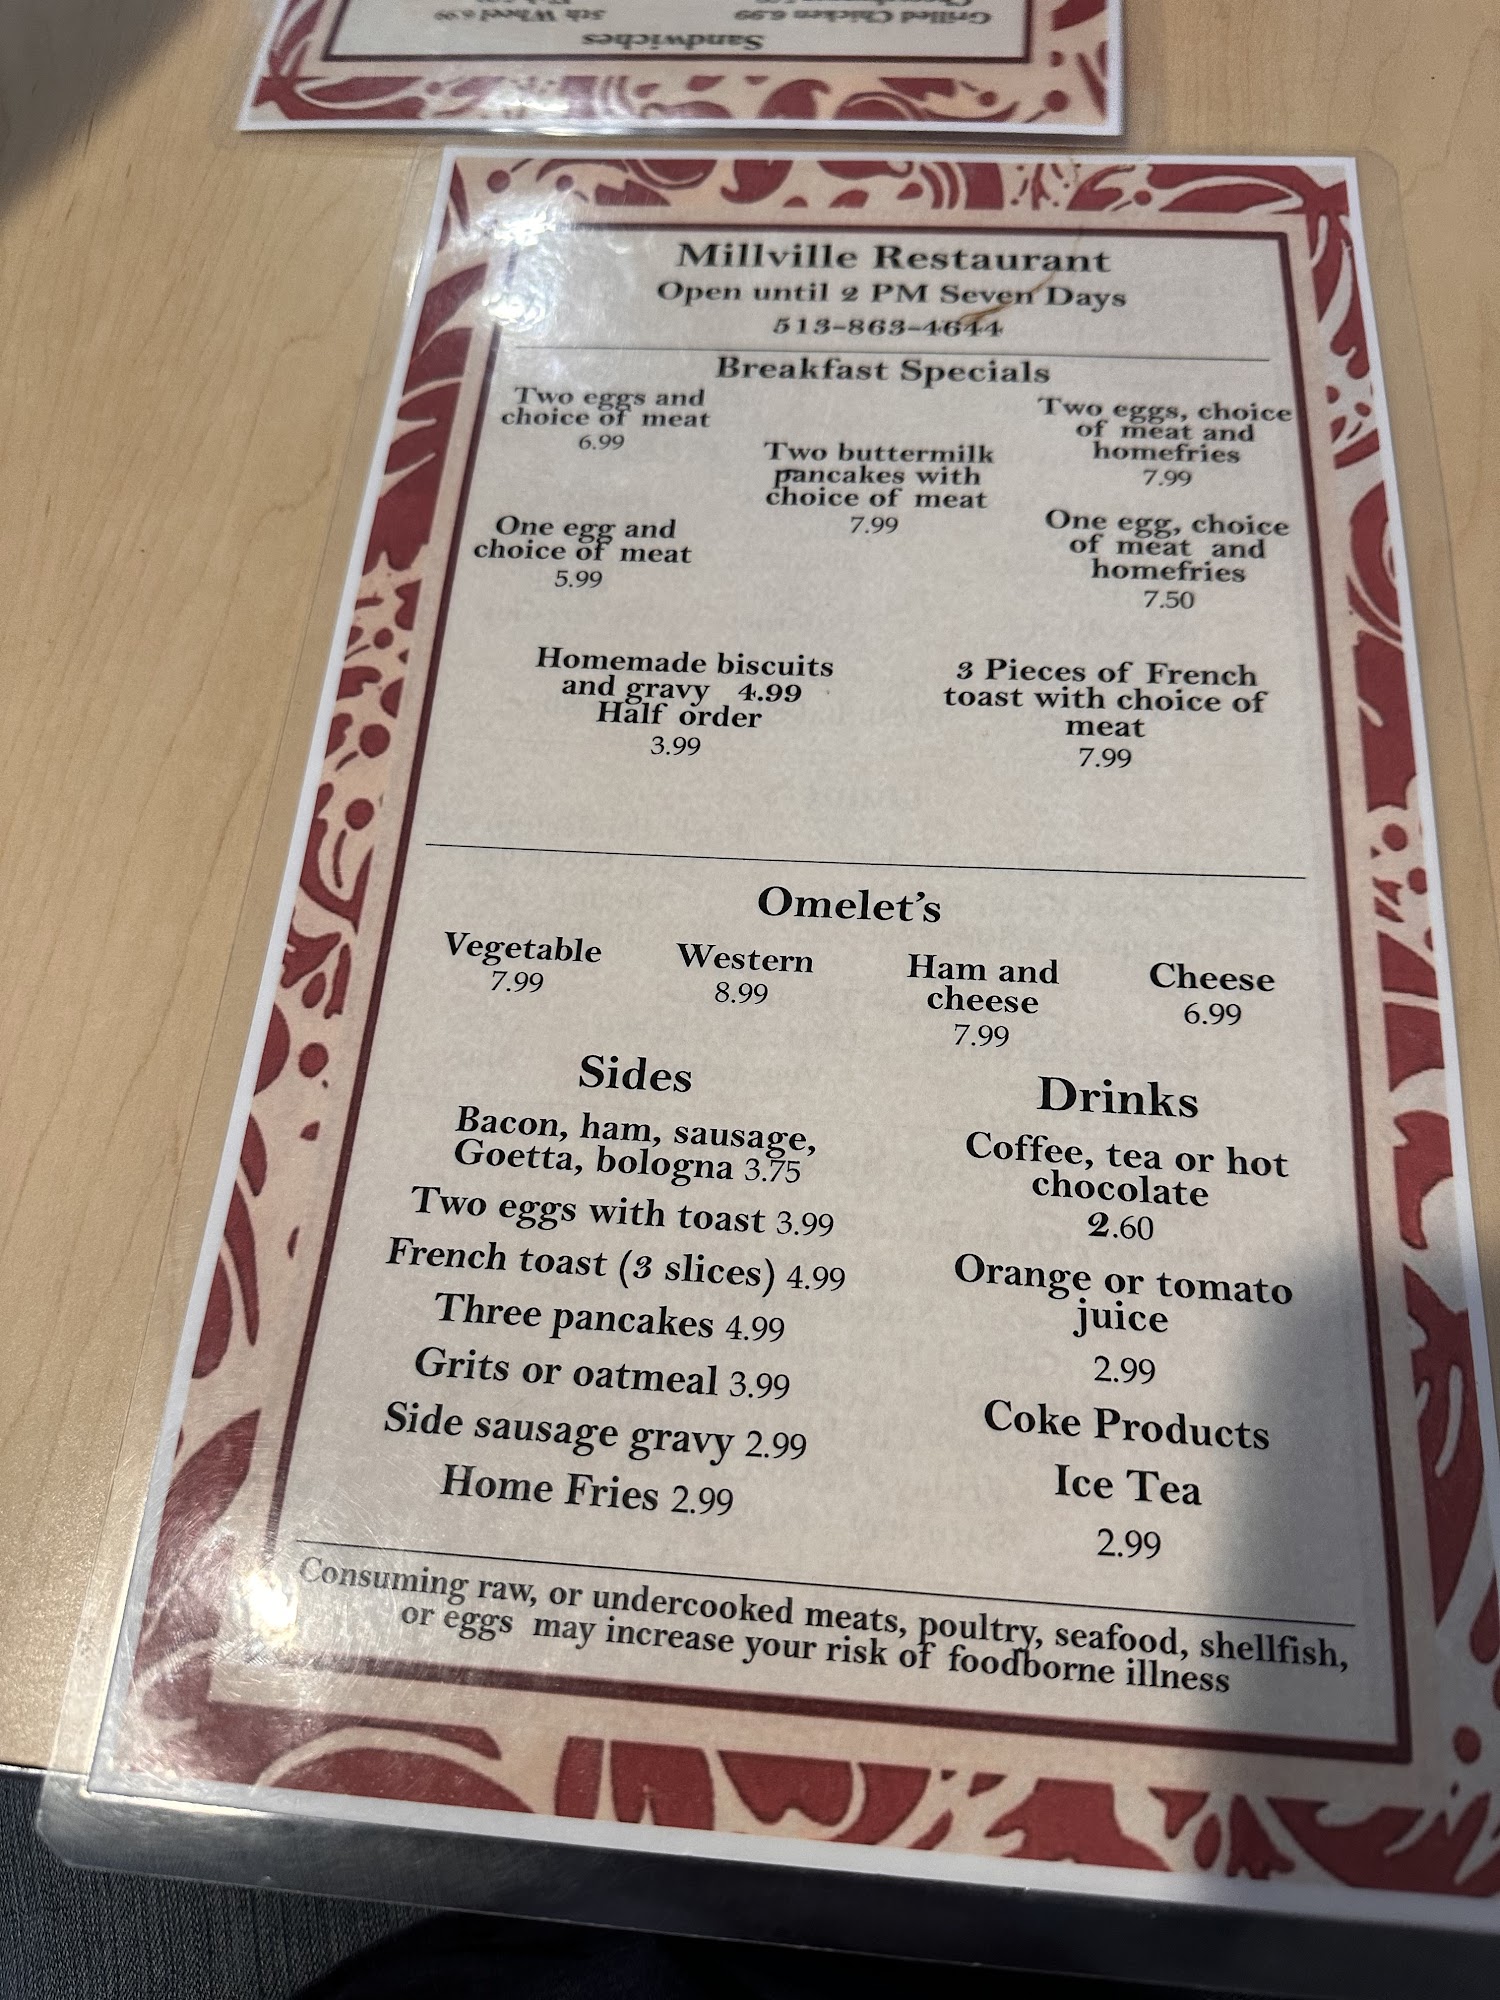 Grilled Chicken 6.99
5th Wheel 6.99
Sandwiches
Millville Restaurant
Open until 2 PM Seven Days
513-863-4644
Breakfast Specials
Two eggs and
choice of meat
6.99
Two buttermilk
pancakes with
choice of meat
7.99
Two eggs, choice
of meat and
homefries
7.99
One egg and
choice of meat
5.99
One egg, choice
of meat and
homefries
7.50
Homemade biscuits
and gravy 4.99
Half order
3.99
3 Pieces of French
toast with choice of
meat
7.99
Omelet's
Vegetable
7.99
Western
8.99
Ham and
cheese
7.99
Cheese
6.99
Sides
Bacon, ham, sausage,
Goetta, bologna 3.75
Two eggs with toast 3.99
French toast (3 slices) 4.99
Three pancakes 4.99
Grits or oatmeal 3.99
Side sausage gravy 2.99
Home Fries 2.99
Drinks
Coffee, tea or hot
chocolate
2.60
Orange or tomato
juice
2.99
Coke Products
Ice Tea
2.99
Consuming raw, or undercooked meats, poultry, seafood, shellfish,
or eggs may increase your risk of foodborne illness